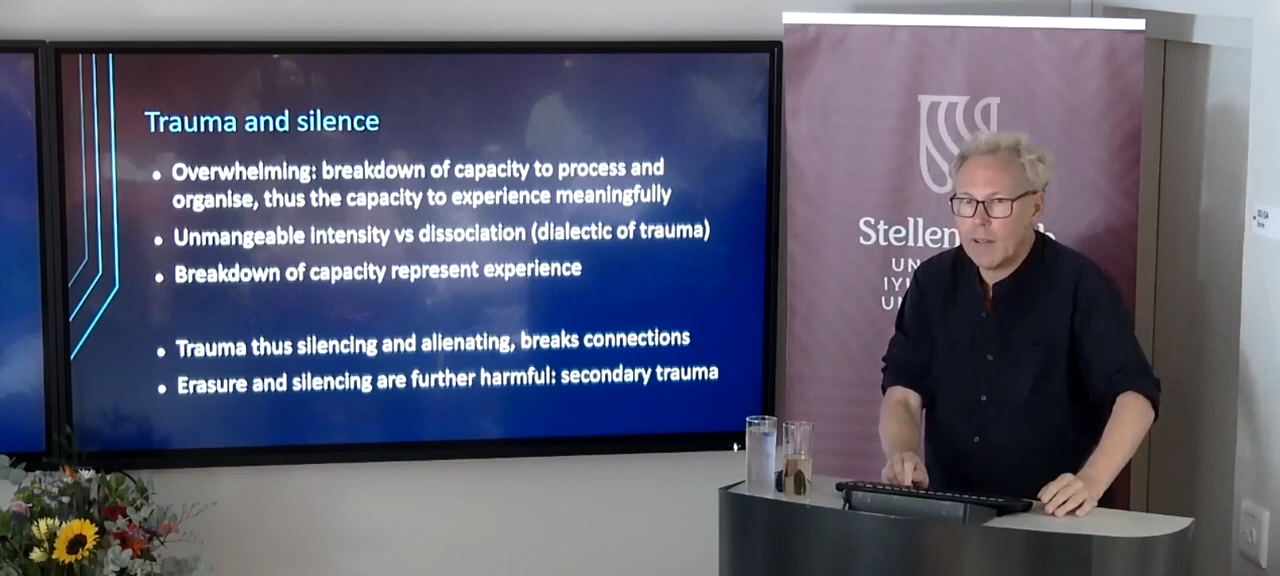 Trauma and silence
• Overwhelming: breakdown of capacity to process and
organise, thus the capacity to experience meaningfully
• Unmangeable intensity vs dissociation (dialectic of trauma)
• Breakdown of capacity represent experience
• Trauma thus silencing and alienating, breaks connections
• Erasure and silencing are further harmful: secondary trauma
Stellen
UN
IY
U